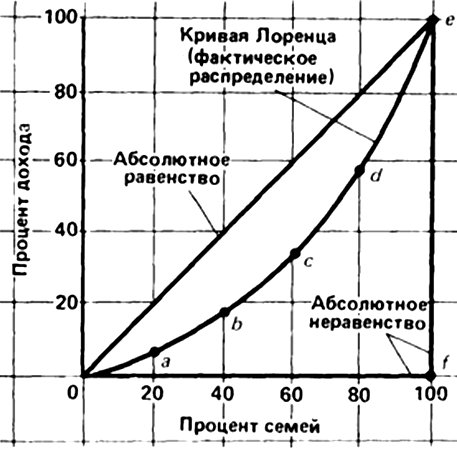 100
e
Кривая Лоренца
(фактическое
распределение)
80
Процент дохода
Абсолютное
равенство
60
d
40
c
20
b
Абсолютное
неравенство
a
f
0
20
40
60
80
100
Процент семей